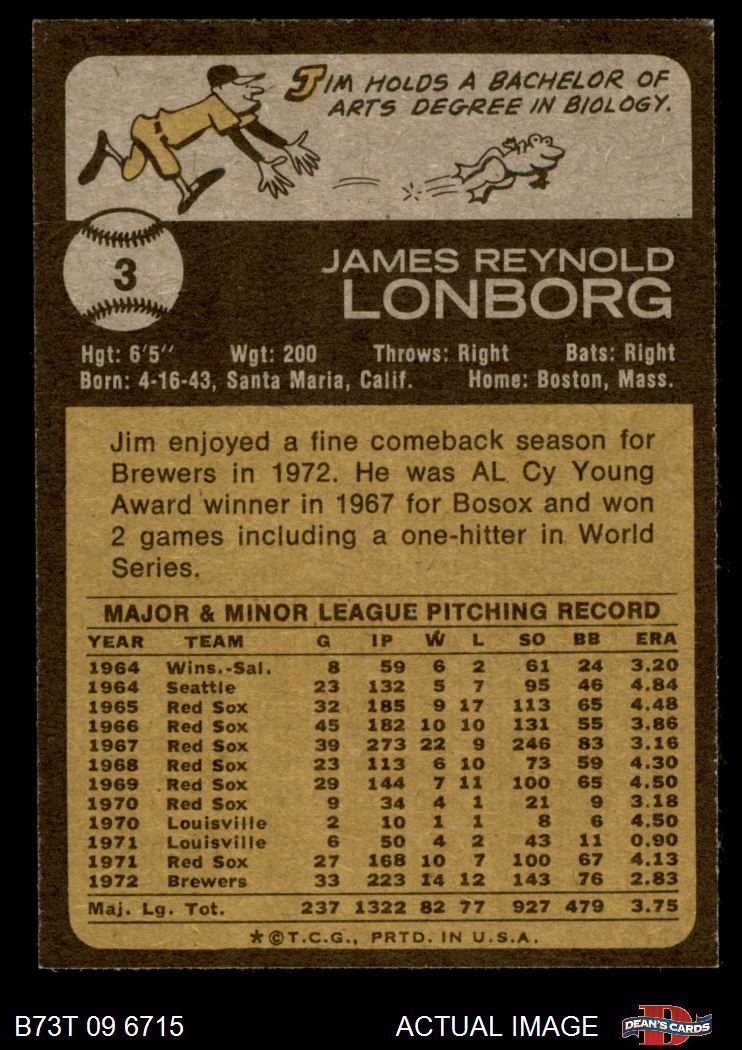 JIM HOLDS A BACHELOR OF
ARTS DEGREE IN BIOLOGY.
3
JAMES REYNOLD
LONBORG
Hgt: 6'5" Wgt: 200 Throws: Right Bats: Right
Born: 4-16-43, Santa Maria, Calif. Home: Boston, Mass.
Jim enjoyed a fine comeback season for
Brewers in 1972. He was AL Cy Young
Award winner in 1967 for Bosox and won
2 games including a one-hitter in World
Series.
MAJOR & MINOR LEAGUE PITCHING RECORD
YEAR TEAM G IP W L SO BB ERA
1964 Wins.-Sal. 8 59 6 2 61 24 3.20
1964 Seattle 23 132 5 7 95 46 4.84
1965 Red Sox 32 185 9 17 113 65 4.48
1966 Red Sox 45 182 10 10 131 55 3.86
1967 Red Sox 39 273 22 9 246 83 3.16
1968 Red Sox 23 113 6 10 73 59 4.30
1969 Red Sox 29 144 7 11 100 65 4.50
1970 Red Sox 9 34 4 1 21 9 3.18
1970 Louisville 2 10 1 1 8 6 4.50
1971 Louisville 6 50 4 2 43 11 0.90
1971 Red Sox 27 168 10 7 100 67 4.13
1972 Brewers 33 223 14 12 143 76 2.83
Maj. Lg. Tot. 237 1322 82 77 927 479 3.75
*©T.C.G., PRTD. IN U.S.A.
B73T 09 6715 ACTUAL IMAGE D DEAN'S CARDS